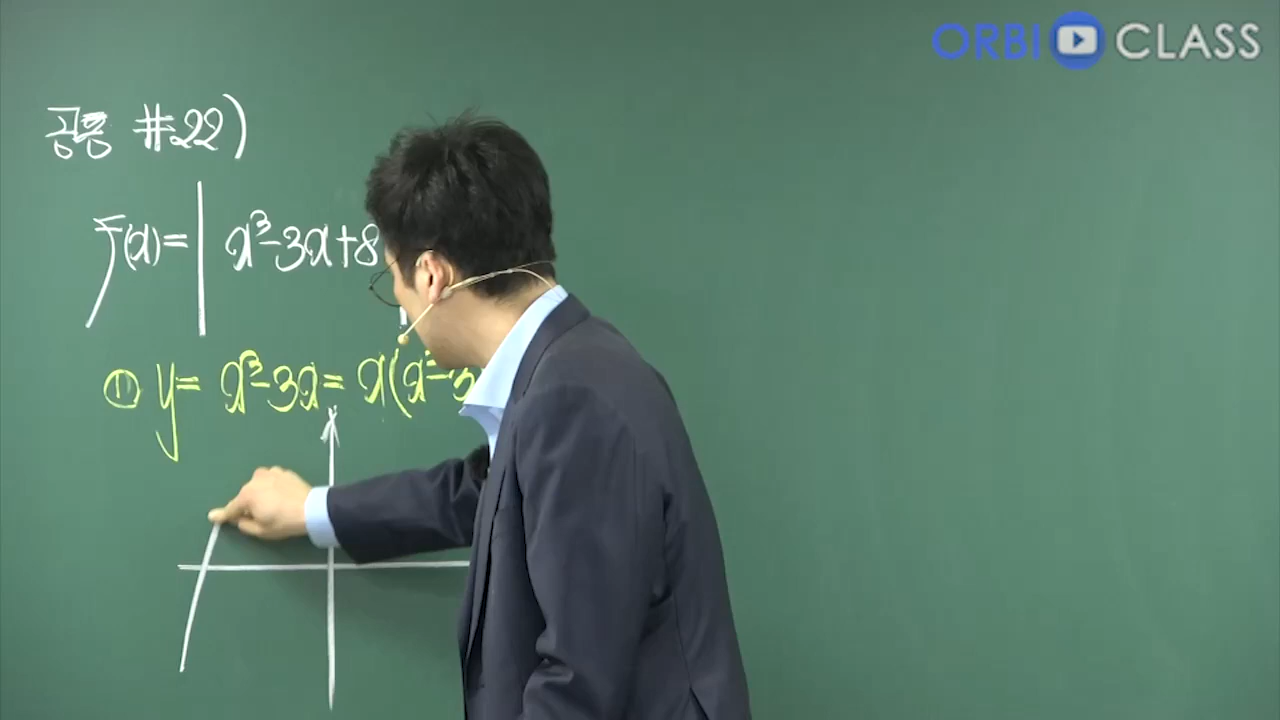 ORBI CLASS
공통 #22)
f(x)= | x³-3x+8
① y= x³-3x= x(x²-3